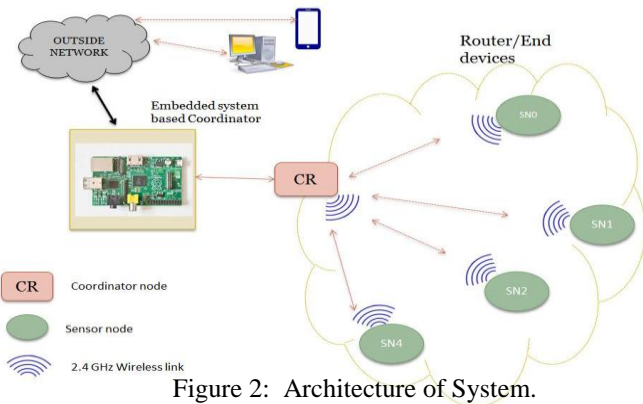 OUTSIDE
NETWORK
Router/End
devices
Embedded system
based Coordinator
SN0
CR
SN1
SN2
SN4
CR
Coordinator node
Sensor node
2.4 GHz Wireless link
Figure 2: Architecture of System.